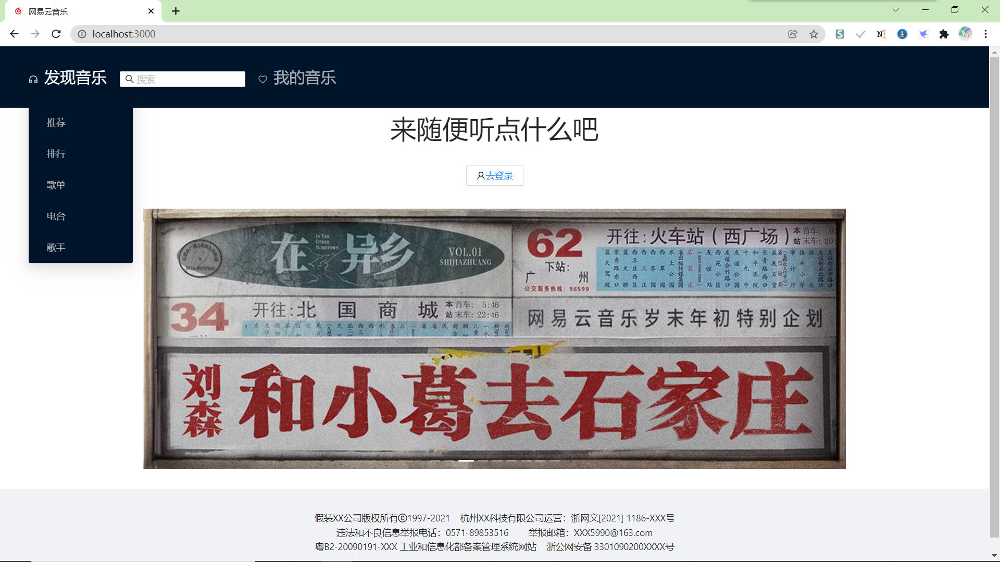 网易云音乐
localhost:3000
发现音乐
搜索
我的音乐
推荐
排行
歌单
电台
歌手
来随便听点什么吧
去登录
在异乡
IN THE OTHER HOMETOWN
VOL.01
SHIJIAZHUANG
62
开往:火车站(西广场)
本站
首车: 6:
末车: 20:
下站:
广州
公交服务热线: 96599
34
开往:北国商城
本站
首车: 5:46
末车: 22:46
网易云音乐岁末年初特别企划
刘森
和小葛去石家庄
假装XX公司版权所有©1997-2021 杭州XX科技有限公司运营：浙网文[2021] 1186-XXX号
违法和不良信息举报电话：0571-89853516 举报邮箱：XXX5990@163.com
粤B2-20090191-XXX 工业和信息化部备案管理系统网站 浙公网安备 3301090200XXXX号